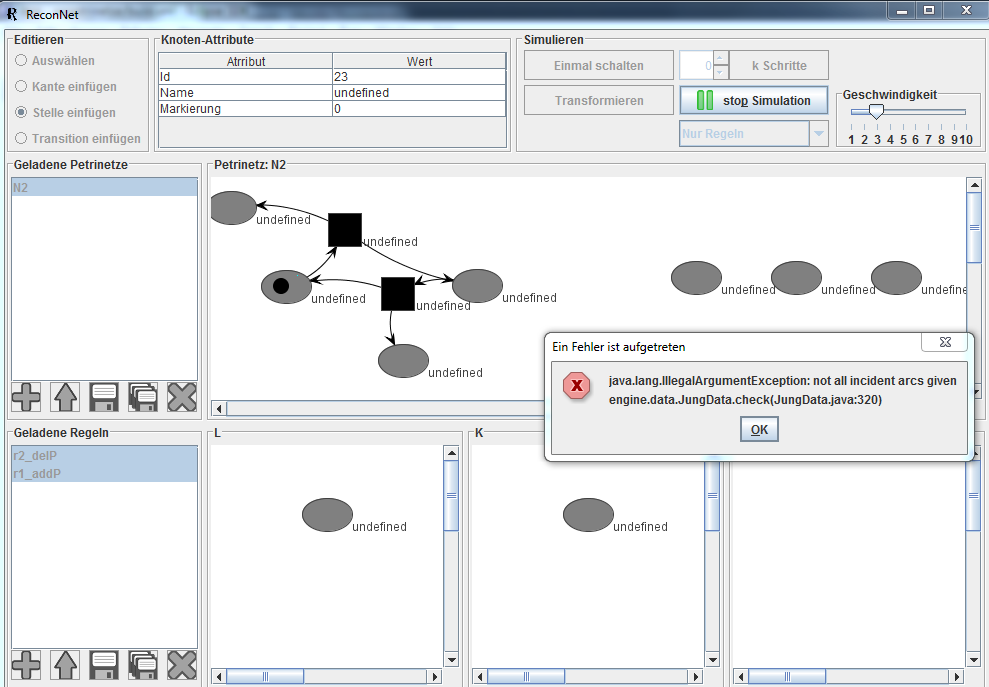 ReconNet
Editieren
Auswählen
Kante einfügen
Stelle einfügen
Transition einfügen
Knoten-Attribute
Atrribut Wert
Id 23
Name undefined
Markierung 0
Simulieren
Einmal schalten
0
k Schritte
Transformieren
stop Simulation
Nur Regeln
Geschwindigkeit
1 2 3 4 5 6 7 8 9 10
Geladene Petrinetze
N2
Petrinetz: N2
undefined
undefined
undefined
undefined
undefined
undefined
undefined
undefined
undefine
Ein Fehler ist aufgetreten
java.lang.IllegalArgumentException: not all incident arcs given
engine.data.JungData.check(JungData.java:320)
OK
Geladene Regeln
r2_delP
r1_addP
L
undefined
K
undefined